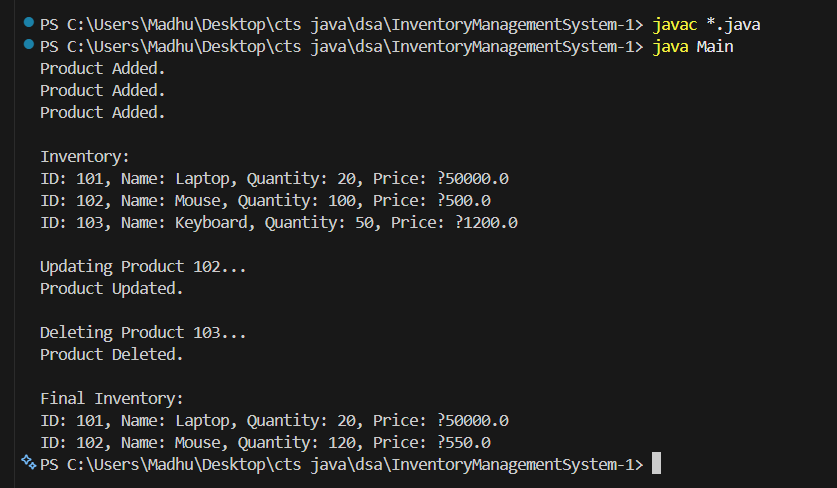 PS C:\Users\Madhu\Desktop\cts java\dsa\InventoryManagementSystem-1> javac *.java
PS C:\Users\Madhu\Desktop\cts java\dsa\InventoryManagementSystem-1> java Main
Product Added.
Product Added.
Product Added.
Inventory:
ID: 101, Name: Laptop, Quantity: 20, Price: ?50000.0
ID: 102, Name: Mouse, Quantity: 100, Price: ?500.0
ID: 103, Name: Keyboard, Quantity: 50, Price: ?1200.0
Updating Product 102...
Product Updated.
Deleting Product 103...
Product Deleted.
Final Inventory:
ID: 101, Name: Laptop, Quantity: 20, Price: ?50000.0
ID: 102, Name: Mouse, Quantity: 120, Price: ?550.0
PS C:\Users\Madhu\Desktop\cts java\dsa\InventoryManagementSystem-1>